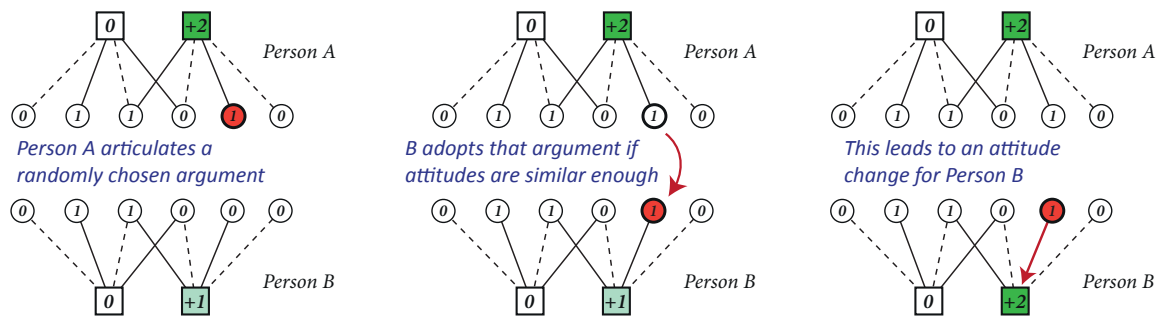 0 +2
Person A
0 1 1 0 1 0
Person A articulates a
randomly chosen argument
0 1 1 0 0 0
Person B
0 +1
0 +2
Person A
0 1 1 0 1 0
B adopts that argument if
attitudes are similar enough
0 1 1 0 1 0
Person B
0 +1
0 +2
Person A
0 1 1 0 1 0
This leads to an attitude
change for Person B
0 1 1 0 1 0
Person B
0 +2